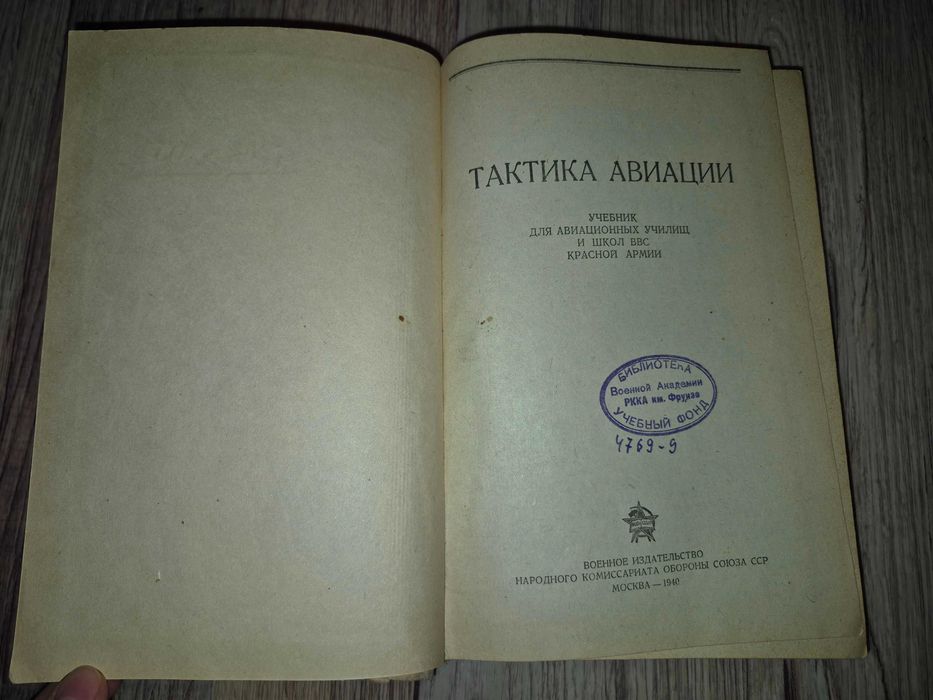 ТАКТИКА АВИАЦИИ
УЧЕБНИК
ДЛЯ АВИАЦИОННЫХ УЧИЛИЩ
И ШКОЛ ВВС
КРАСНОЙ АРМИИ
БИБЛИОТЕКА
Военной Академии
РККА им. Фрунзе
УЧЕБНЫЙ ФОНД
4769-9
ВОЕННОЕ ИЗДАТЕЛЬСТВО
НАРОДНОГО КОМИССАРИАТА ОБОРОНЫ СОЮЗА ССР
МОСКВА — 1940